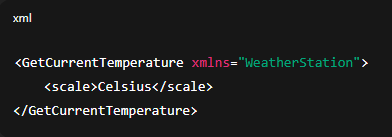 xml
<GetCurrentTemperature xmlns="WeatherStation">
    <scale>Celsius</scale>
</GetCurrentTemperature>